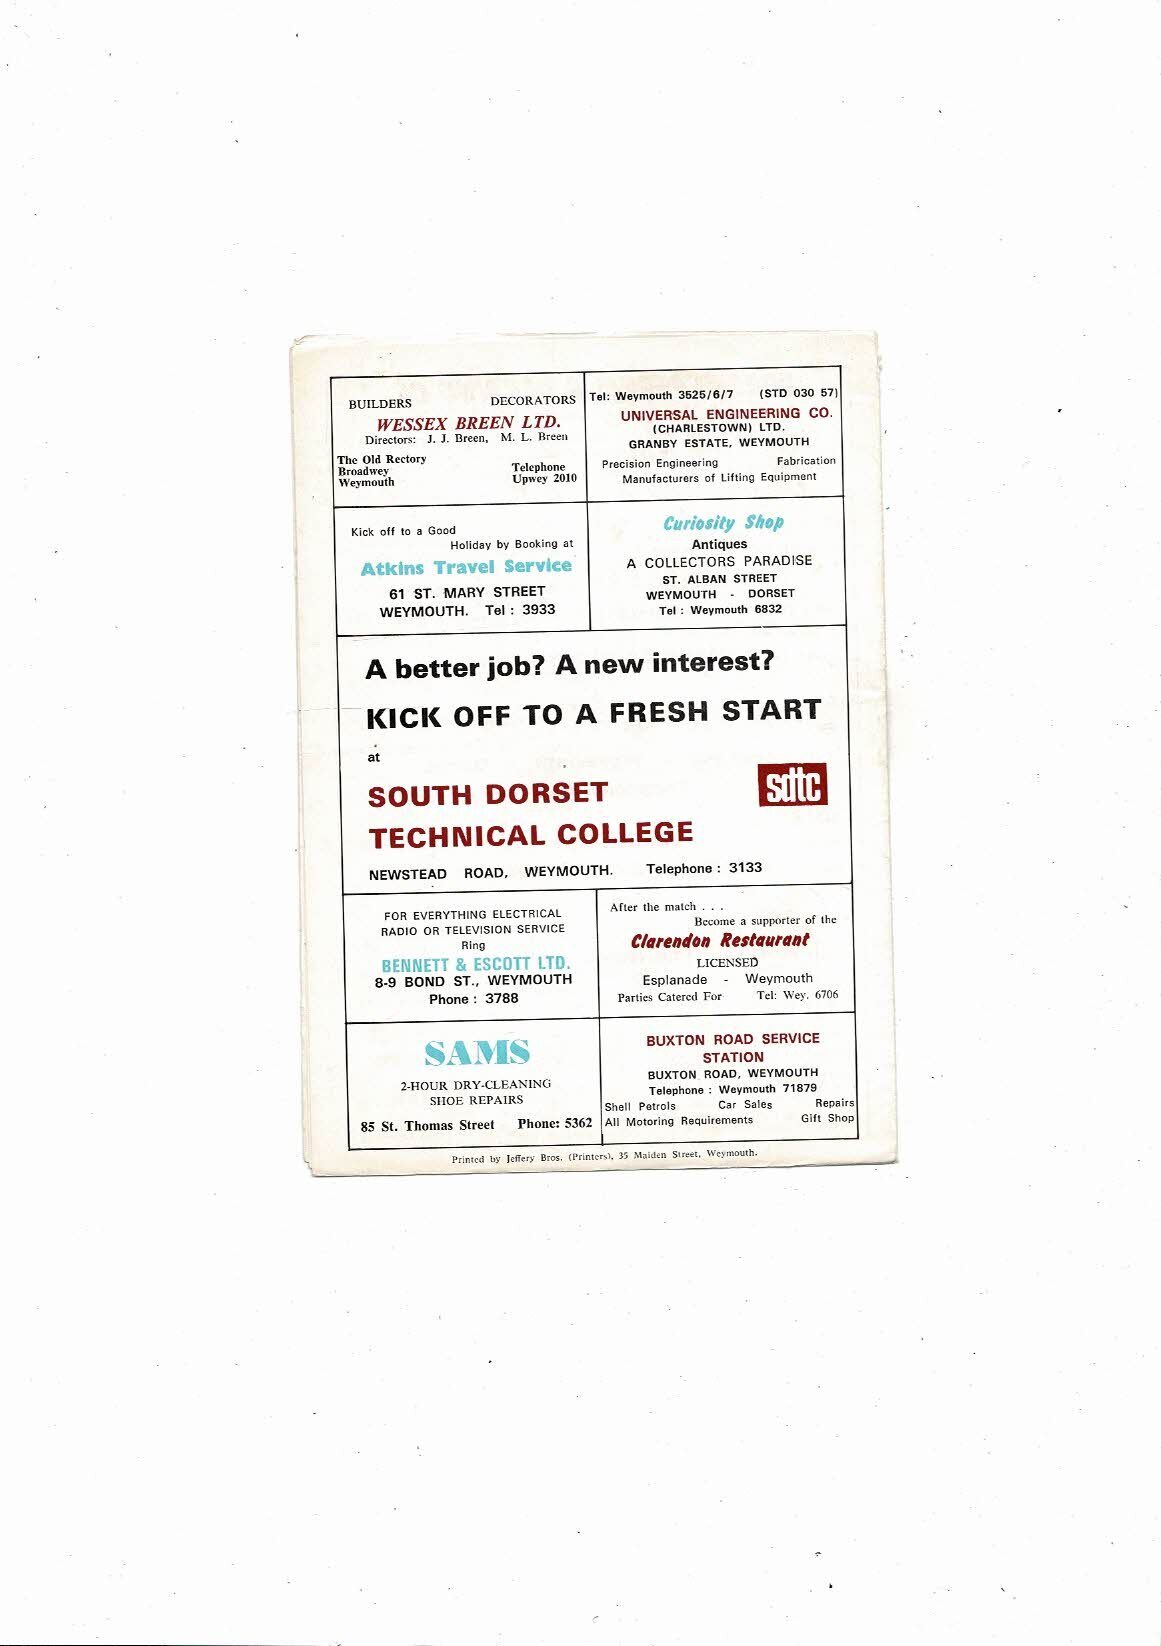 BUILDERS DECORATORS
WESSEX BREEN LTD.
Directors: J. J. Breen, M. L. Breen
The Old Rectory
Broadwey
Weymouth
Telephone
Upwey 2010
Tel: Weymouth 3525/6/7 (STD 030 57)
UNIVERSAL ENGINEERING CO.
(CHARLESTOWN) LTD.
GRANBY ESTATE, WEYMOUTH
Precision Engineering Fabrication
Manufacturers of Lifting Equipment
Kick off to a Good
Holiday by Booking at
Atkins Travel Service
61 ST. MARY STREET
WEYMOUTH. Tel : 3933
Curiosity Shop
Antiques
A COLLECTORS PARADISE
ST. ALBAN STREET
WEYMOUTH - DORSET
Tel : Weymouth 6832
A better job? A new interest?
KICK OFF TO A FRESH START
at
SOUTH DORSET
sdtc
TECHNICAL COLLEGE
NEWSTEAD ROAD, WEYMOUTH. Telephone : 3133
FOR EVERYTHING ELECTRICAL
RADIO OR TELEVISION SERVICE
Ring
BENNETT & ESCOTT LTD.
8-9 BOND ST., WEYMOUTH
Phone : 3788
After the match . . .
Become a supporter of the
Clarendon Restaurant
LICENSED
Esplanade - Weymouth
Parties Catered For Tel: Wey. 6706
SAMS
2-HOUR DRY-CLEANING
SHOE REPAIRS
85 St. Thomas Street Phone: 5362
BUXTON ROAD SERVICE
STATION
BUXTON ROAD, WEYMOUTH
Telephone : Weymouth 71879
Shell Petrols Car Sales Repairs
All Motoring Requirements Gift Shop
Printed by Jeffery Bros. (Printers), 35 Maiden Street, Weymouth.